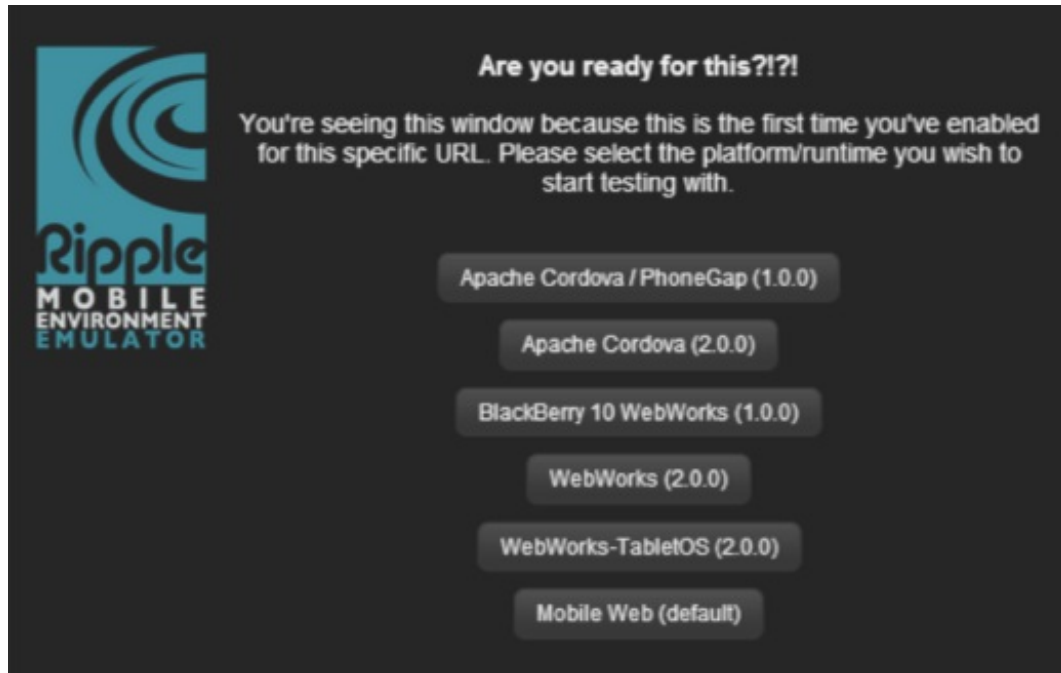 Ripple
MOBILE
ENVIRONMENT
EMULATOR
Are you ready for this?!?!
You're seeing this window because this is the first time you've enabled
for this specific URL. Please select the platform/runtime you wish to
start testing with.
Apache Cordova / PhoneGap (1.0.0)
Apache Cordova (2.0.0)
BlackBerry 10 WebWorks (1.0.0)
WebWorks (2.0.0)
WebWorks-TabletOS (2.0.0)
Mobile Web (default)